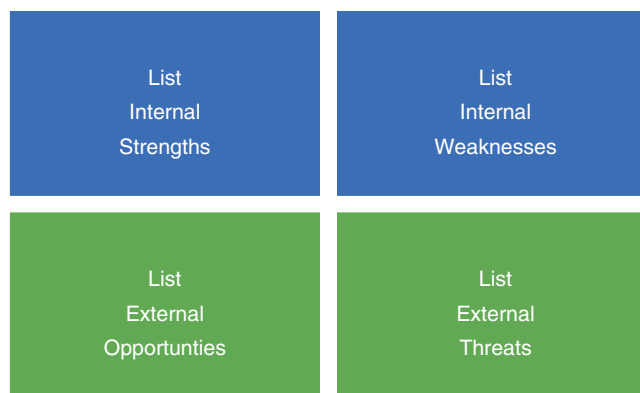 List
Internal
Strengths
List
Internal
Weaknesses
List
External
Opportunties
List
External
Threats